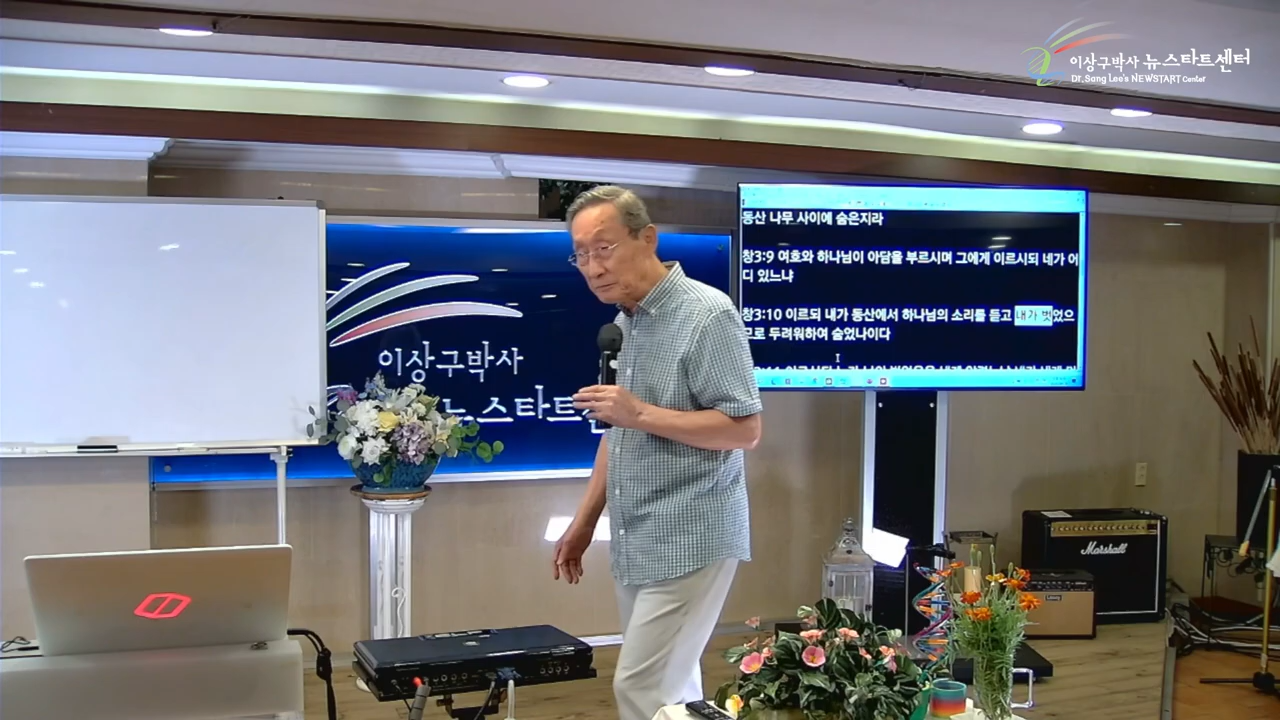 이상구박사 뉴스타트센터
Dr. Sang Lee's NEWSTART Center
동산 나무 사이에 숨은지라
창3:9 여호와 하나님이 아담을 부르시며 그에게 이르시되 네가 어
디 있느냐
창3:10 이르되 내가 동산에서 하나님의 소리를 듣고 내가 벗었으
므로 두려워하여 숨었나이다
이상구박사
뉴스타트센
Marshall